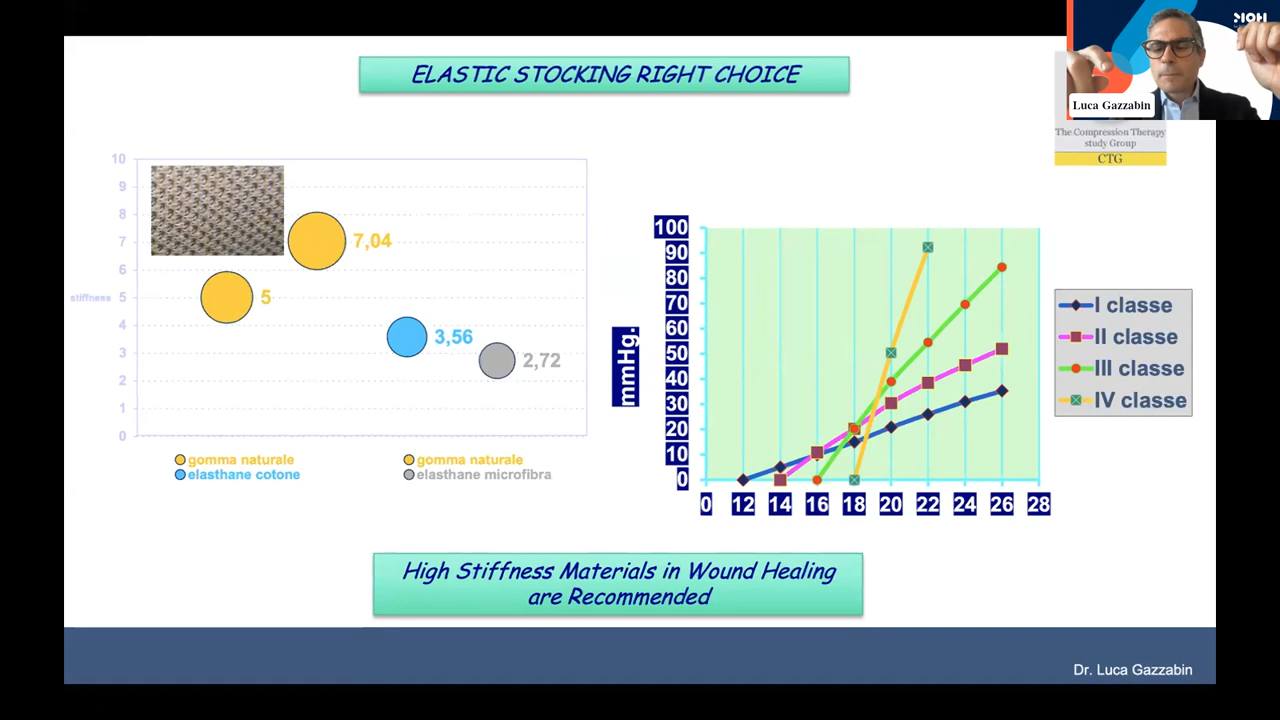 ELASTIC STOCKING RIGHT CHOICE
Luca Gazzabin
The Compression Therapy
study Group
CTG
10
9
8
7
6
stiffness 5
4
3
2
1
0
7,04
5
3,56
2,72
gomma naturale
gomma naturale
elasthane cotone
elasthane microfibra
100
90
80
70
60
50
40
30
20
10
0
mmHg.
0 12 14 16 18 20 22 24 26 28
I classe
II classe
III classe
IV classe
High Stiffness Materials in Wound Healing
are Recommended
Dr. Luca Gazzabin